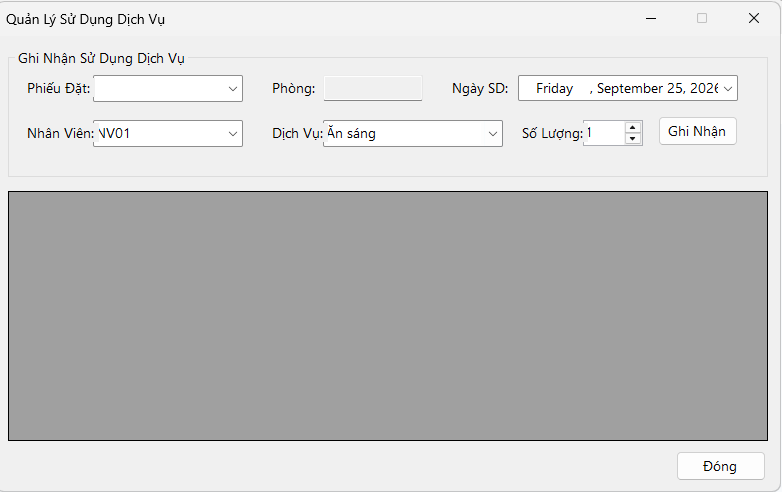 Quản Lý Sử Dụng Dịch Vụ
Ghi Nhận Sử Dụng Dịch Vụ
Phiếu Đặt: Phòng: Ngày SD: Friday , September 25, 2026
Nhân Viên: NV01 Dịch Vụ: Ăn sáng Số Lượng: 1 Ghi Nhận
Đóng